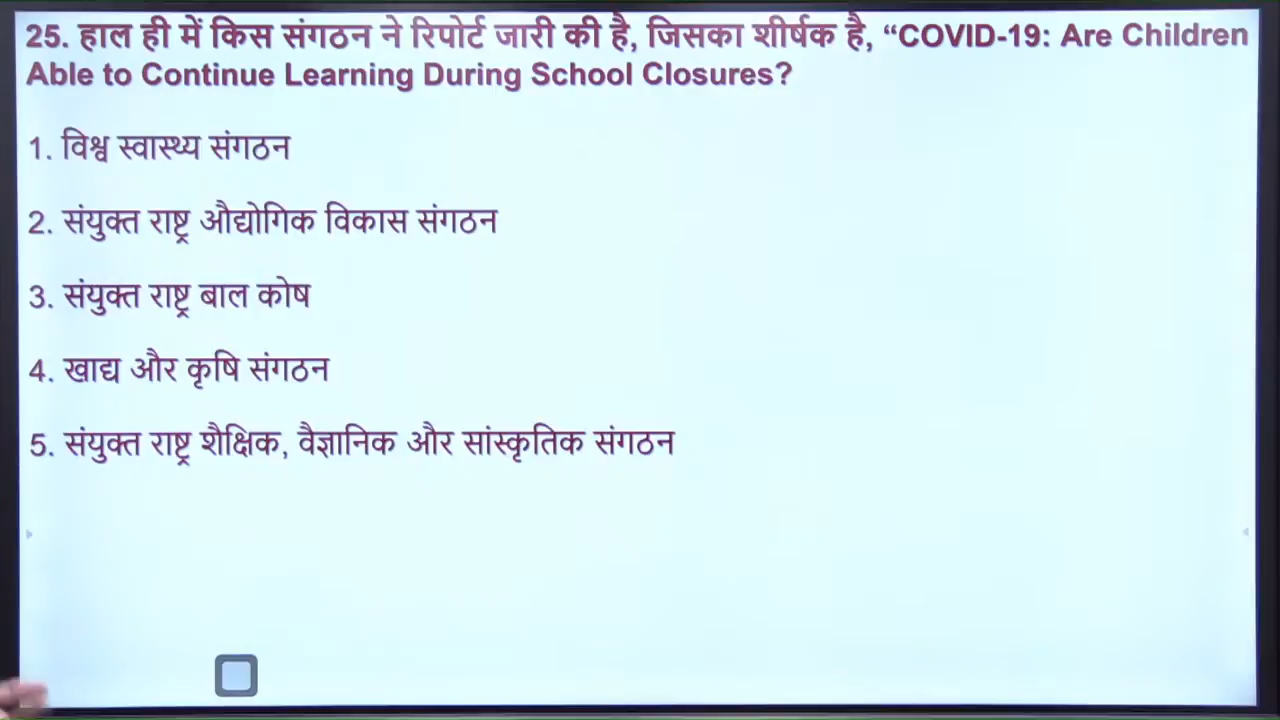 25. हाल ही में किस संगठन ने रिपोर्ट जारी की है, जिसका शीर्षक है, “COVID-19: Are Children
Able to Continue Learning During School Closures?
1. विश्व स्वास्थ्य संगठन
2. संयुक्त राष्ट्र औद्योगिक विकास संगठन
3. संयुक्त राष्ट्र बाल कोष
4. खाद्य और कृषि संगठन
5. संयुक्त राष्ट्र शैक्षिक, वैज्ञानिक और सांस्कृतिक संगठन